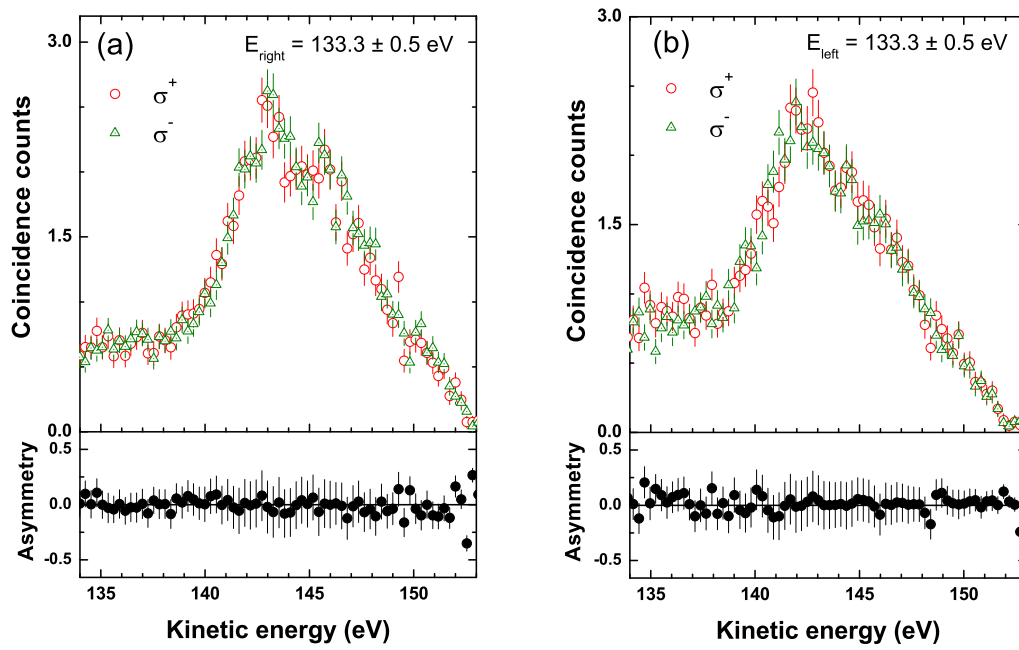 (a)
E_right = 133.3 ± 0.5 eV
σ+
σ-
Coincidence counts
3.0
1.5
0.0
Asymmetry
0.5
0.0
-0.5
135 140 145 150
Kinetic energy (eV)
(b)
E_left = 133.3 ± 0.5 eV
σ+
σ-
Coincidence counts
3.0
1.5
0.0
Asymmetry
0.5
0.0
-0.5
135 140 145 150
Kinetic energy (eV)